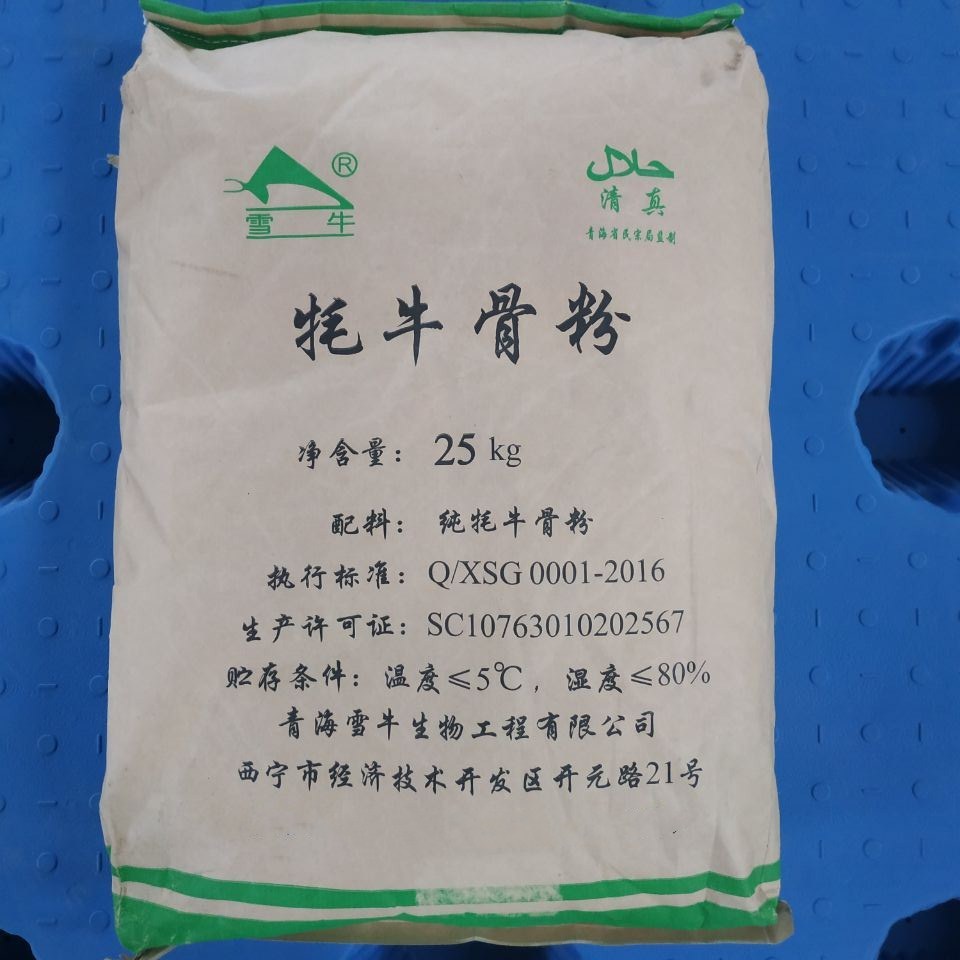 ®
雪牛
حلال
清真
青海省民宗局监制
牦牛骨粉
净含量：25 kg
配料：纯牦牛骨粉
执行标准：Q/XSG 0001-2016
生产许可证：SC10763010202567
贮存条件：温度≤5℃，湿度≤80%
青海雪牛生物工程有限公司
西宁市经济技术开发区开元路21号